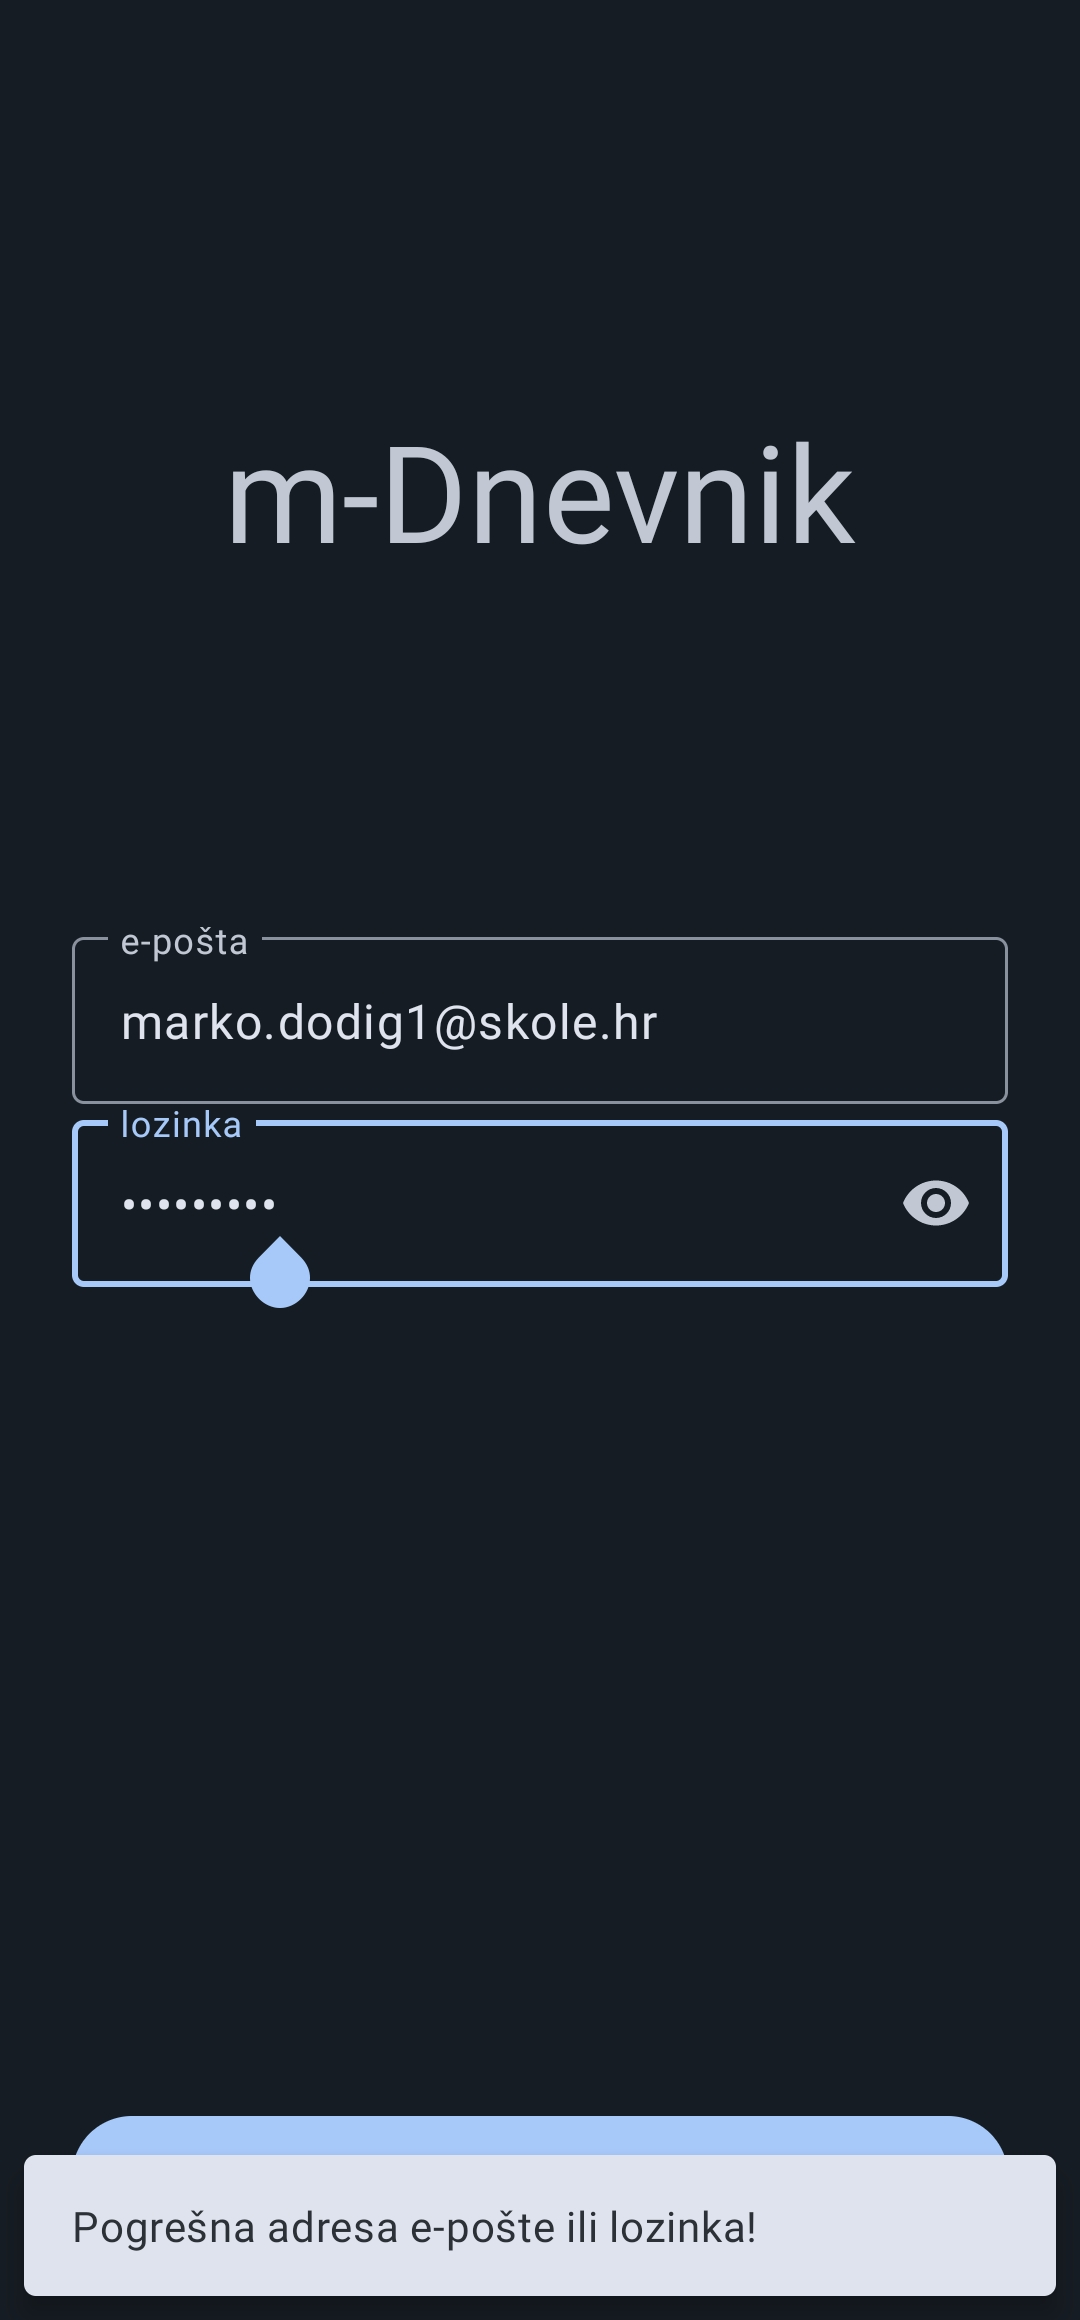 m-Dnevnik
e-pošta
marko.dodig1@skole.hr
lozinka
•••••••••
Pogrešna adresa e-pošte ili lozinka!